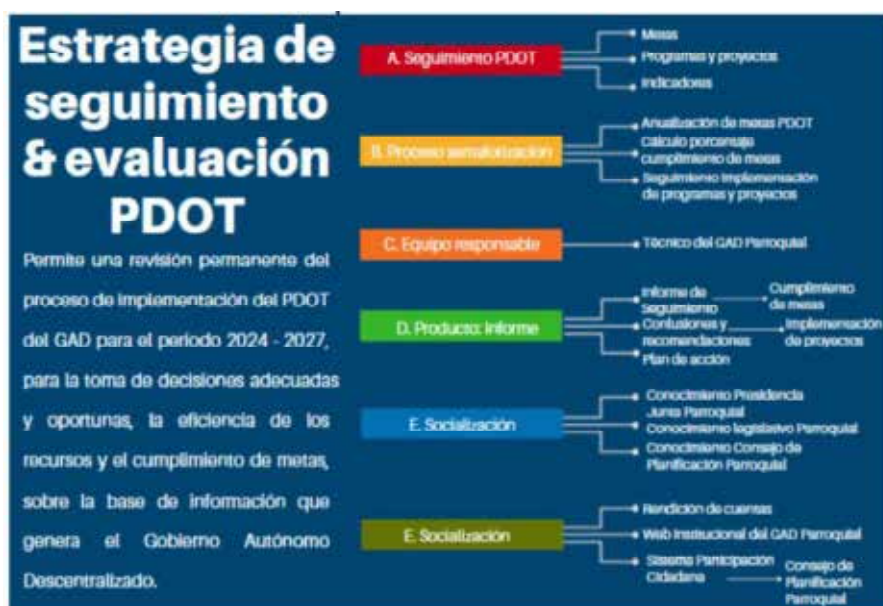 Estrategia de
seguimiento
& evaluación
PDOT
Permite una revisión permanente del
proceso de implementación del PDOT
del GAD para el periodo 2024 - 2027,
para la toma de decisiones adecuadas
y oportunas, la eficiencia de los
recursos y el cumplimiento de metas,
sobre la base de información que
genera el Gobierno Autónomo
Descentralizado.
A. Seguimiento PDOT
Metas
Programas y proyectos
Indicadores
B. Proceso semaforización
Anualización de metas PDOT
Cálculo porcentaje
cumplimiento de metas
Seguimiento implementación
de programas y proyectos
C. Equipo responsable
Técnico del GAD Parroquial
D. Producto: Informe
Informe de
Seguimiento
Cumplimiento
de metas
Contusiones y
recomendaciones:
Implementación
de proyectos
Plan de acción
E. Socialización
Conocimiento Presidencia
Junta Parroquial
Conocimiento legislativo Parroquial
Conocimiento Consejo de
Planificación Parroquial
E. Socialización
Rendición de cuentas
Web Institucional del GAD Parroquial
Sistema Participación
Cidadana
Consejo de
Planificación
Parroquial